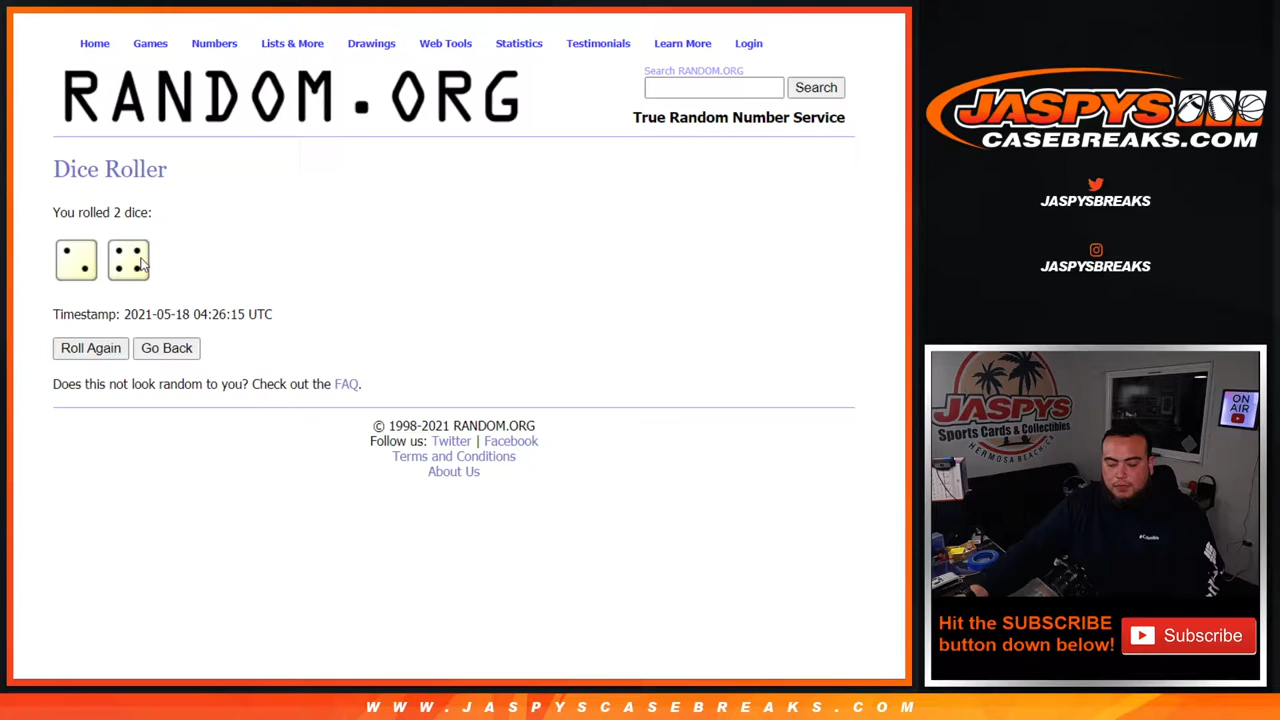 Home Games Numbers Lists & More Drawings Web Tools Statistics Testimonials Learn More Login
RANDOM.ORG
Search RANDOM.ORG
Search
True Random Number Service
Dice Roller
You rolled 2 dice:
Timestamp: 2021-05-18 04:26:15 UTC
Roll Again Go Back
Does this not look random to you? Check out the FAQ.
© 1998-2021 RANDOM.ORG
Follow us: Twitter | Facebook
Terms and Conditions
About Us
JASPYS
CASEBREAKS.COM
JASPYSBREAKS
JASPYSBREAKS
JASPYS
Sports Cards & Collectibles
HERMOSA BEACH, CA
ON
AIR
Columbia
Hit the SUBSCRIBE
button down below!
Subscribe
WWW.JASPYSCASEBREAKS.COM